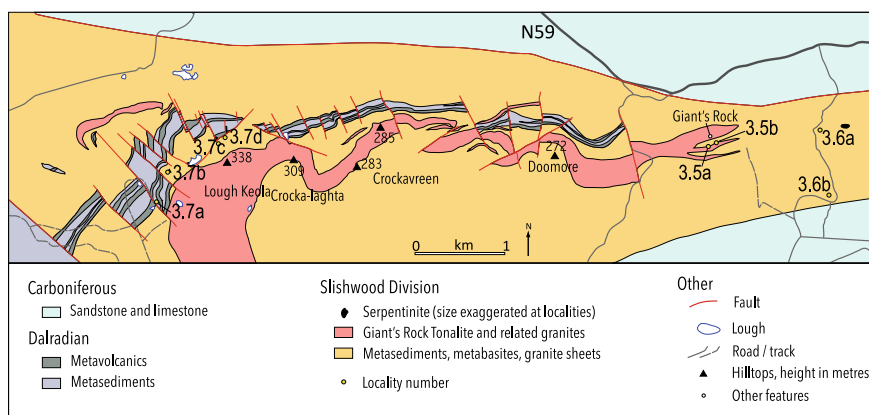 N59
Giant's Rock
3.5b
3.6a
3.7d
3.7c
285
338
3.7b
309
283
272
3.5a
Doomore
Crockavreen
Lough Keola
Crocka-laghta
3.6b
3.7a
0 km 1
N
Carboniferous
Sandstone and limestone
Dalradian
Metavolcanics
Metasediments
Slishwood Division
Serpentinite (size exaggerated at localities)
Giant's Rock Tonalite and related granites
Metasediments, metabasites, granite sheets
Locality number
Other
Fault
Lough
Road / track
Hilltops, height in metres
Other features